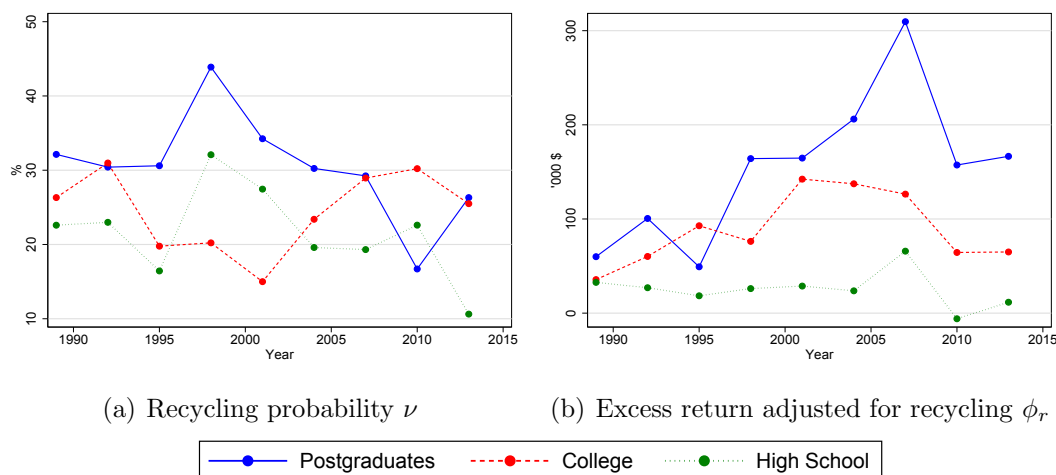 50
40
30
20
10
%
1990 1995 2000 2005 2010 2015
Year
(a) Recycling probability ν
300
200
100
0
'000 $
1990 1995 2000 2005 2010 2015
Year
(b) Excess return adjusted for recycling ϕr
Postgraduates College High School